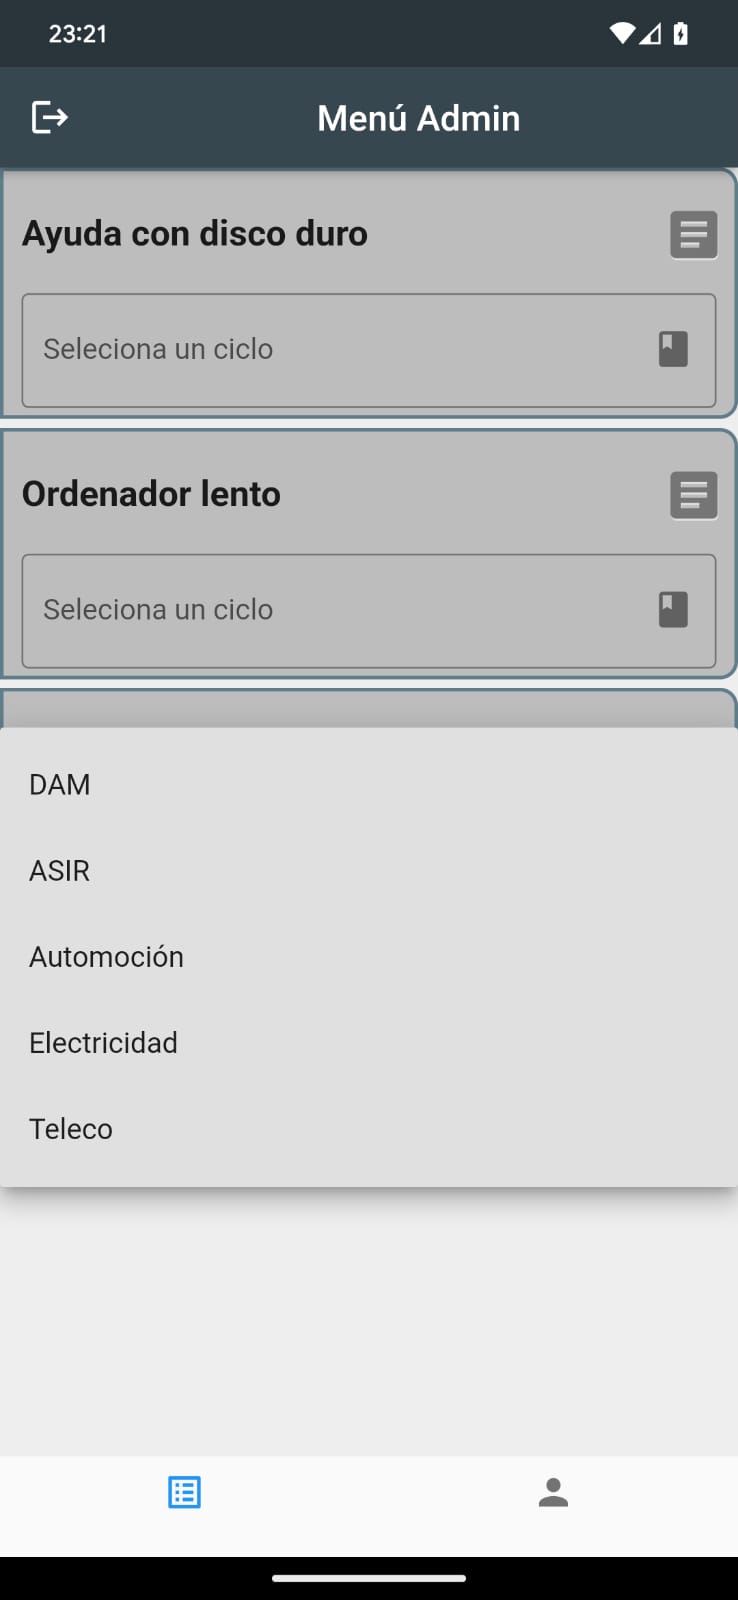 23:21
Menú Admin
Ayuda con disco duro
Seleciona un ciclo
Ordenador lento
Seleciona un ciclo
DAM
ASIR
Automoción
Electricidad
Teleco